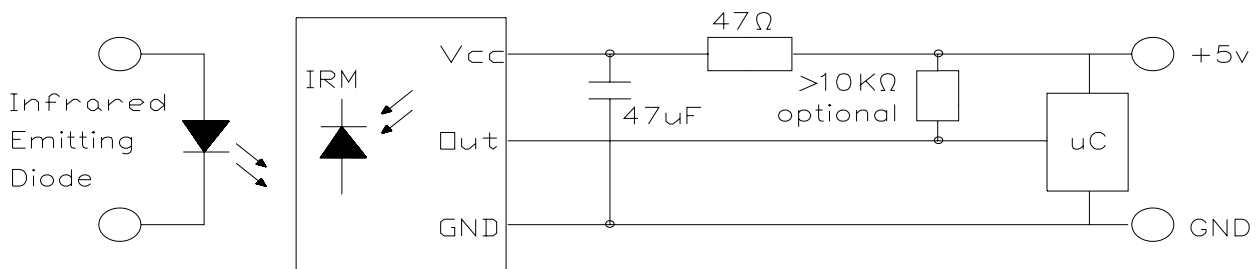 Infrared
Emitting
Diode
IRM
Vcc
Out
GND
47Ω
47uF
>10KΩ
optional
uC
+5v
GND